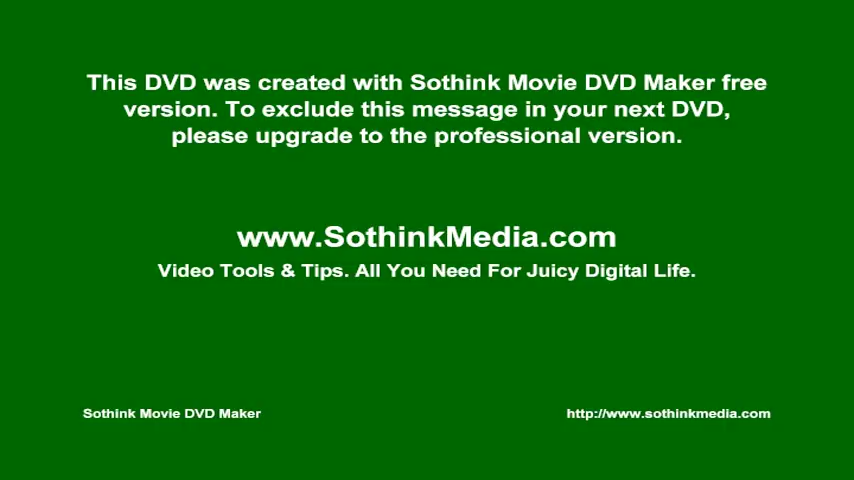 This DVD was created with Sothink Movie DVD Maker free
version. To exclude this message in your next DVD,
please upgrade to the professional version.
www.SothinkMedia.com
Video Tools & Tips. All You Need For Juicy Digital Life.
Sothink Movie DVD Maker
http://www.sothinkmedia.com